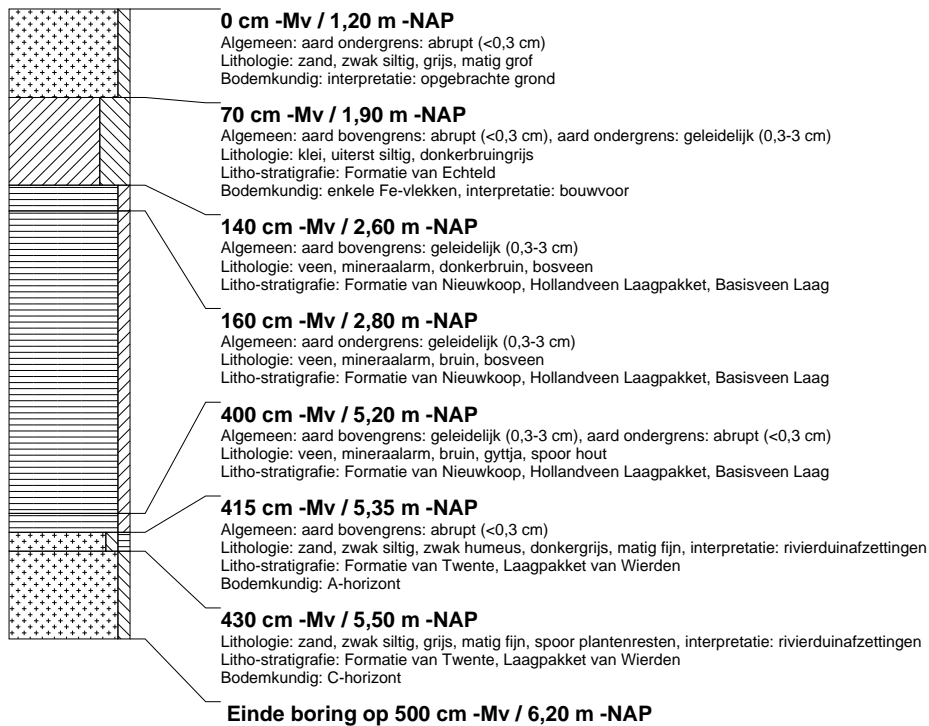 0 cm -Mv / 1,20 m -NAP
Algemeen: aard ondergrens: abrupt (<0,3 cm)
Lithologie: zand, zwak siltig, grijs, matig grof
Bodemkundig: interpretatie: opgebrachte grond
70 cm -Mv / 1,90 m -NAP
Algemeen: aard bovengrens: abrupt (<0,3 cm), aard ondergrens: geleidelijk (0,3-3 cm)
Lithologie: klei, uiterst siltig, donkerbruingrijs
Litho-stratigrafie: Formatie van Echteld
Bodemkundig: enkele Fe-vlekken, interpretatie: bouwvoor
140 cm -Mv / 2,60 m -NAP
Algemeen: aard bovengrens: geleidelijk (0,3-3 cm)
Lithologie: veen, mineraalarm, donkerbruin, bosveen
Litho-stratigrafie: Formatie van Nieuwkoop, Hollandveen Laagpakket, Basisveen Laag
160 cm -Mv / 2,80 m -NAP
Algemeen: aard ondergrens: geleidelijk (0,3-3 cm)
Lithologie: veen, mineraalarm, bruin, bosveen
Litho-stratigrafie: Formatie van Nieuwkoop, Hollandveen Laagpakket, Basisveen Laag
400 cm -Mv / 5,20 m -NAP
Algemeen: aard bovengrens: geleidelijk (0,3-3 cm), aard ondergrens: abrupt (<0,3 cm)
Lithologie: veen, mineraalarm, bruin, gyttja, spoor hout
Litho-stratigrafie: Formatie van Nieuwkoop, Hollandveen Laagpakket, Basisveen Laag
415 cm -Mv / 5,35 m -NAP
Algemeen: aard bovengrens: abrupt (<0,3 cm)
Lithologie: zand, zwak siltig, zwak humeus, donkergrijs, matig fijn, interpretatie: rivierduinafzettingen
Litho-stratigrafie: Formatie van Twente, Laagpakket van Wierden
Bodemkundig: A-horizont
430 cm -Mv / 5,50 m -NAP
Lithologie: zand, zwak siltig, grijs, matig fijn, spoor plantenresten, interpretatie: rivierduinafzettingen
Litho-stratigrafie: Formatie van Twente, Laagpakket van Wierden
Bodemkundig: C-horizont
Einde boring op 500 cm -Mv / 6,20 m -NAP